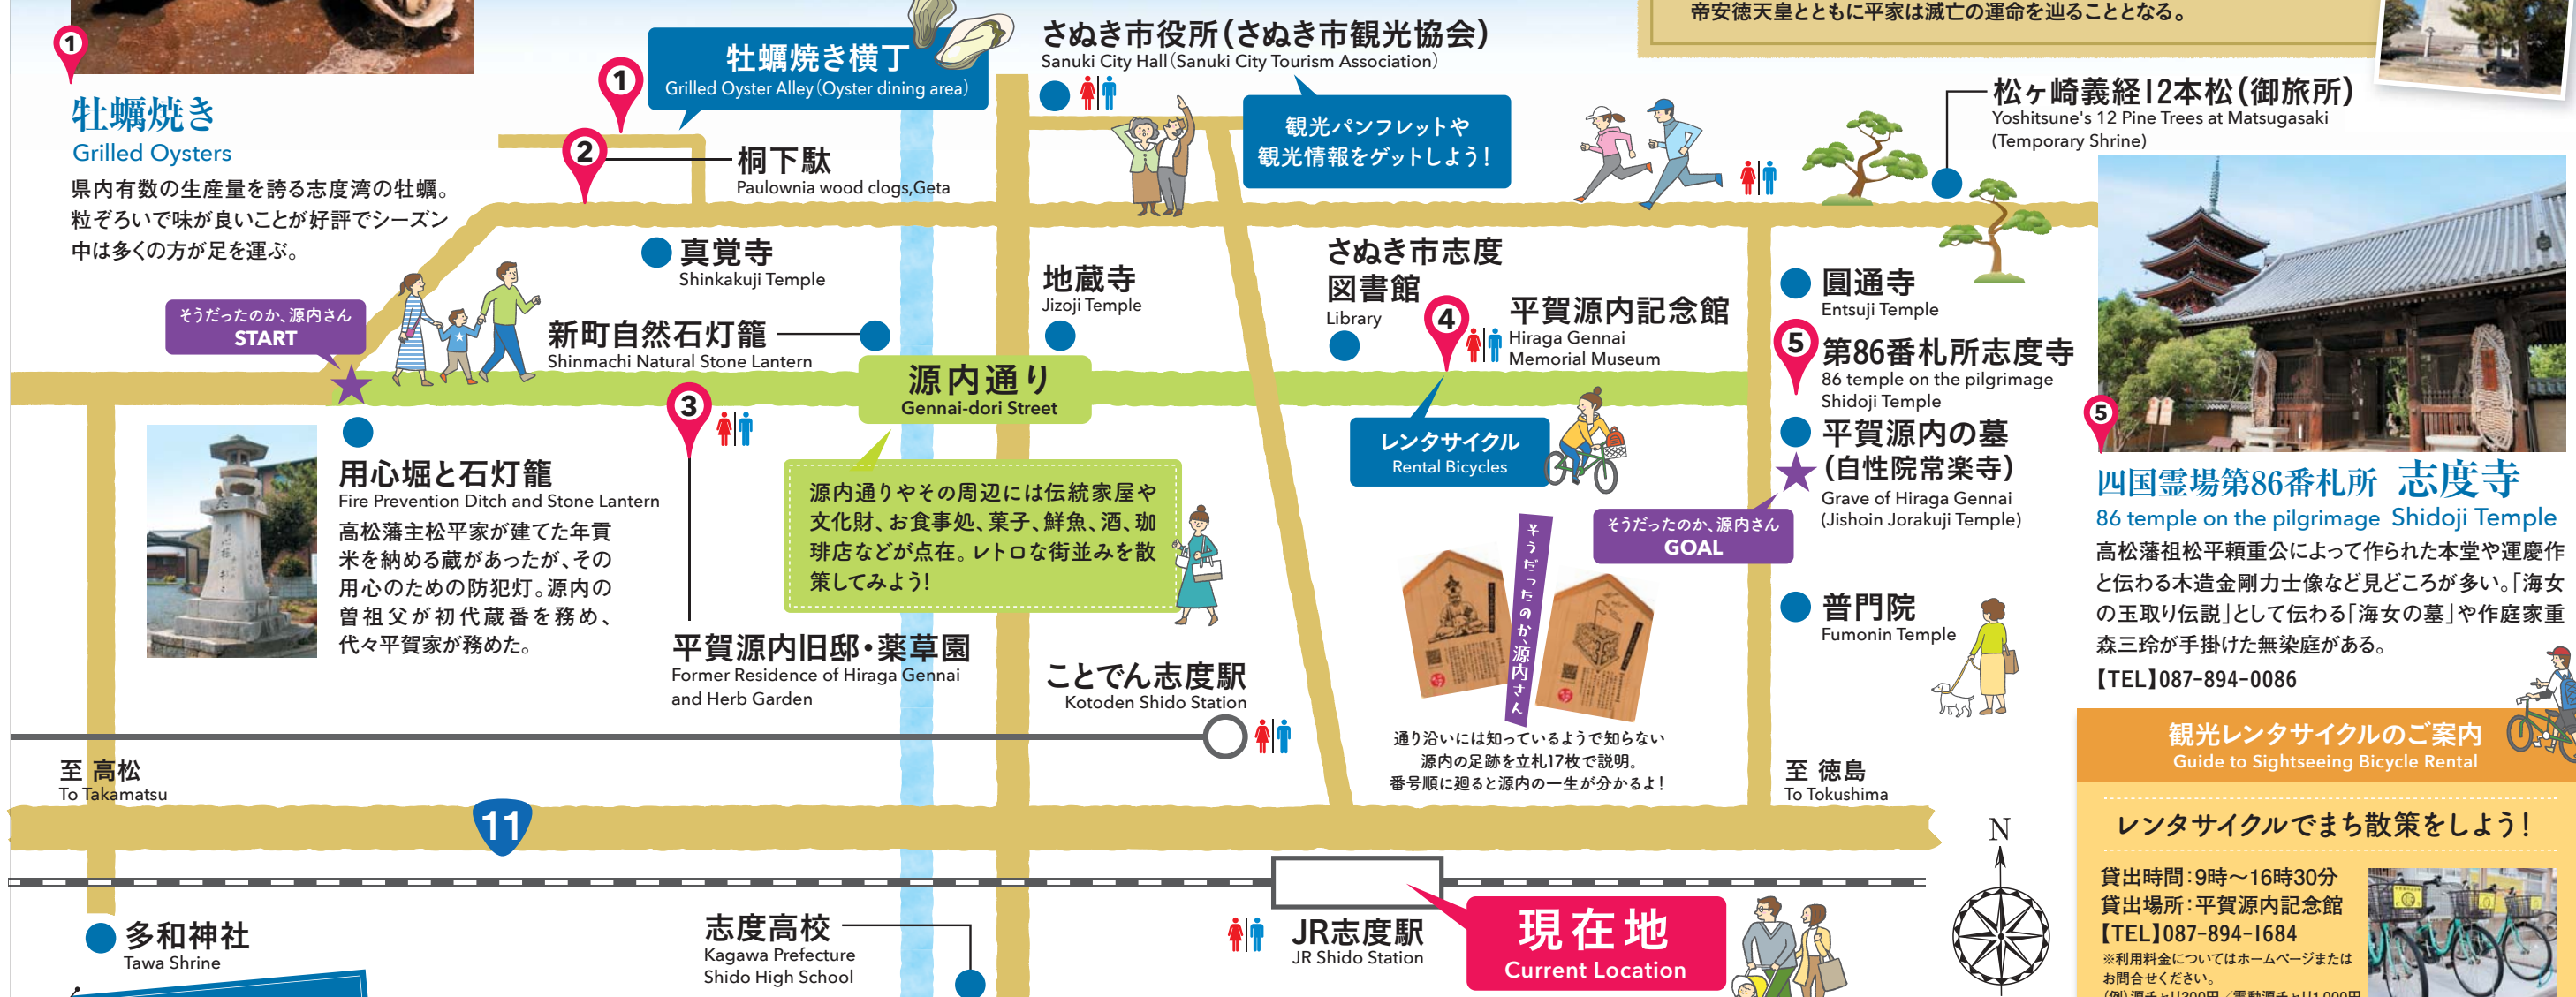 帝安徳天皇とともに平家は滅亡の運命を辿ることとなる。
1
牡蠣焼き
Grilled Oysters
県内有数の生産量を誇る志度湾の牡蠣。
粒ぞろいで味が良いことが好評でシーズン
中は多くの方が足を運ぶ。
1
牡蠣焼き横丁
Grilled Oyster Alley(Oyster dining area)
2
桐下駄
Paulownia wood clogs,Geta
さぬき市役所(さぬき市観光協会)
Sanuki City Hall(Sanuki City Tourism Association)
観光パンフレットや
観光情報をゲットしよう!
松ヶ崎義経12本松(御旅所)
Yoshitsune's 12 Pine Trees at Matsugasaki
(Temporary Shrine)
真覚寺
Shinkakuji Temple
地蔵寺
Jizoji Temple
さぬき市志度
図書館
Library
4
平賀源内記念館
Hiraga Gennai
Memorial Museum
圓通寺
Entsuji Temple
5
第86番札所志度寺
86 temple on the pilgrimage
Shidoji Temple
そうだったのか、源内さん
START
新町自然石灯籠
Shinmachi Natural Stone Lantern
源内通り
Gennai-dori Street
3
レンタサイクル
Rental Bicycles
平賀源内の墓
(自性院常楽寺)
Grave of Hiraga Gennai
(Jishoin Jorakuji Temple)
そうだったのか、源内さん
GOAL
用心堀と石灯籠
Fire Prevention Ditch and Stone Lantern
高松藩主松平家が建てた年貢
米を納める蔵があったが、その
用心のための防犯灯。源内の
曽祖父が初代蔵番を務め、
代々平賀家が務めた。
源内通りやその周辺には伝統家屋や
文化財、お食事処、菓子、鮮魚、酒、珈
琲店などが点在。レトロな街並みを散
策してみよう!
平賀源内旧邸・薬草園
Former Residence of Hiraga Gennai
and Herb Garden
ことでん志度駅
Kotoden Shido Station
そうだったのか、源内さん
通り沿いには知っているようで知らない
源内の足跡を立札17枚で説明。
番号順に廻ると源内の一生が分かるよ!
普門院
Fumonin Temple
5
四国霊場第86番札所 志度寺
86 temple on the pilgrimage Shidoji Temple
高松藩祖松平頼重公によって作られた本堂や運慶作
と伝わる木造金剛力士像など見どころが多い。「海女
の玉取り伝説」として伝わる「海女の墓」や作庭家重
森三玲が手掛けた無染庭がある。
【TEL】087-894-0086
至 高松
To Takamatsu
11
至 徳島
To Tokushima
N
多和神社
Tawa Shrine
志度高校
Kagawa Prefecture
Shido High School
JR志度駅
JR Shido Station
現在地
Current Location
観光レンタサイクルのご案内
Guide to Sightseeing Bicycle Rental
レンタサイクルでまち散策をしよう!
貸出時間:9時～16時30分
貸出場所:平賀源内記念館
【TEL】087-894-1684
※利用料金についてはホームページまたは
お問合せください。
(例)源チャリ300円/電動源チャリ1,000円